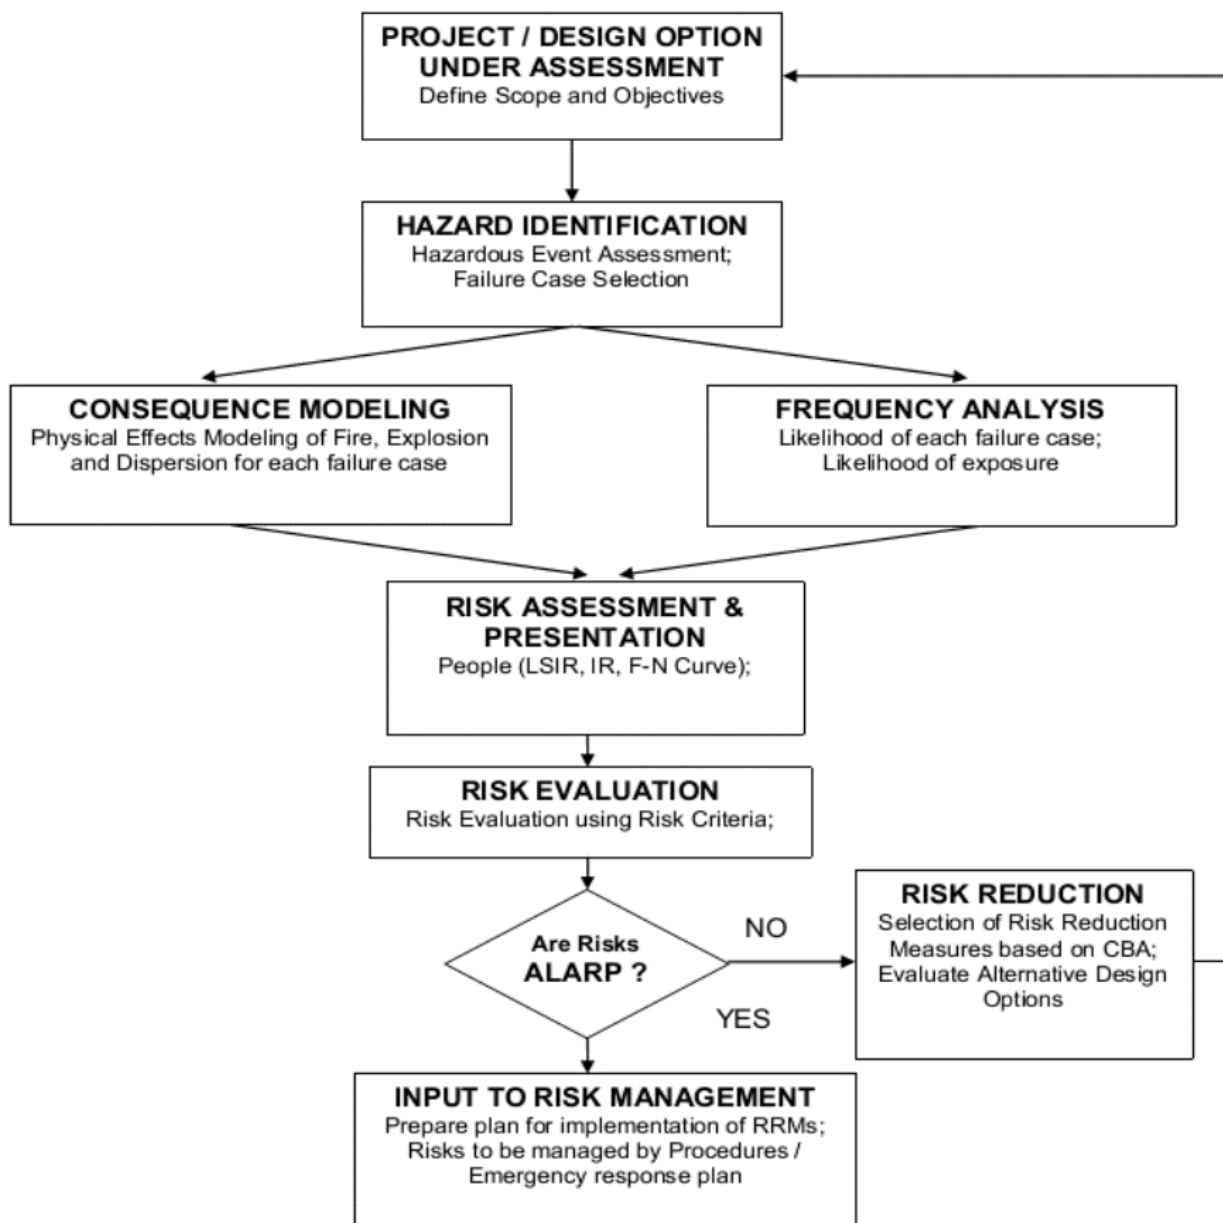 PROJECT / DESIGN OPTION
UNDER ASSESSMENT
Define Scope and Objectives
HAZARD IDENTIFICATION
Hazardous Event Assessment;
Failure Case Selection
CONSEQUENCE MODELING
Physical Effects Modeling of Fire, Explosion
and Dispersion for each failure case
FREQUENCY ANALYSIS
Likelihood of each failure case;
Likelihood of exposure
RISK ASSESSMENT &
PRESENTATION
People (LSIR, IR, F-N Curve);
RISK EVALUATION
Risk Evaluation using Risk Criteria;
Are Risks
ALARP ?
NO
YES
RISK REDUCTION
Selection of Risk Reduction
Measures based on CBA;
Evaluate Alternative Design
Options
INPUT TO RISK MANAGEMENT
Prepare plan for implementation of RRMs;
Risks to be managed by Procedures /
Emergency response plan